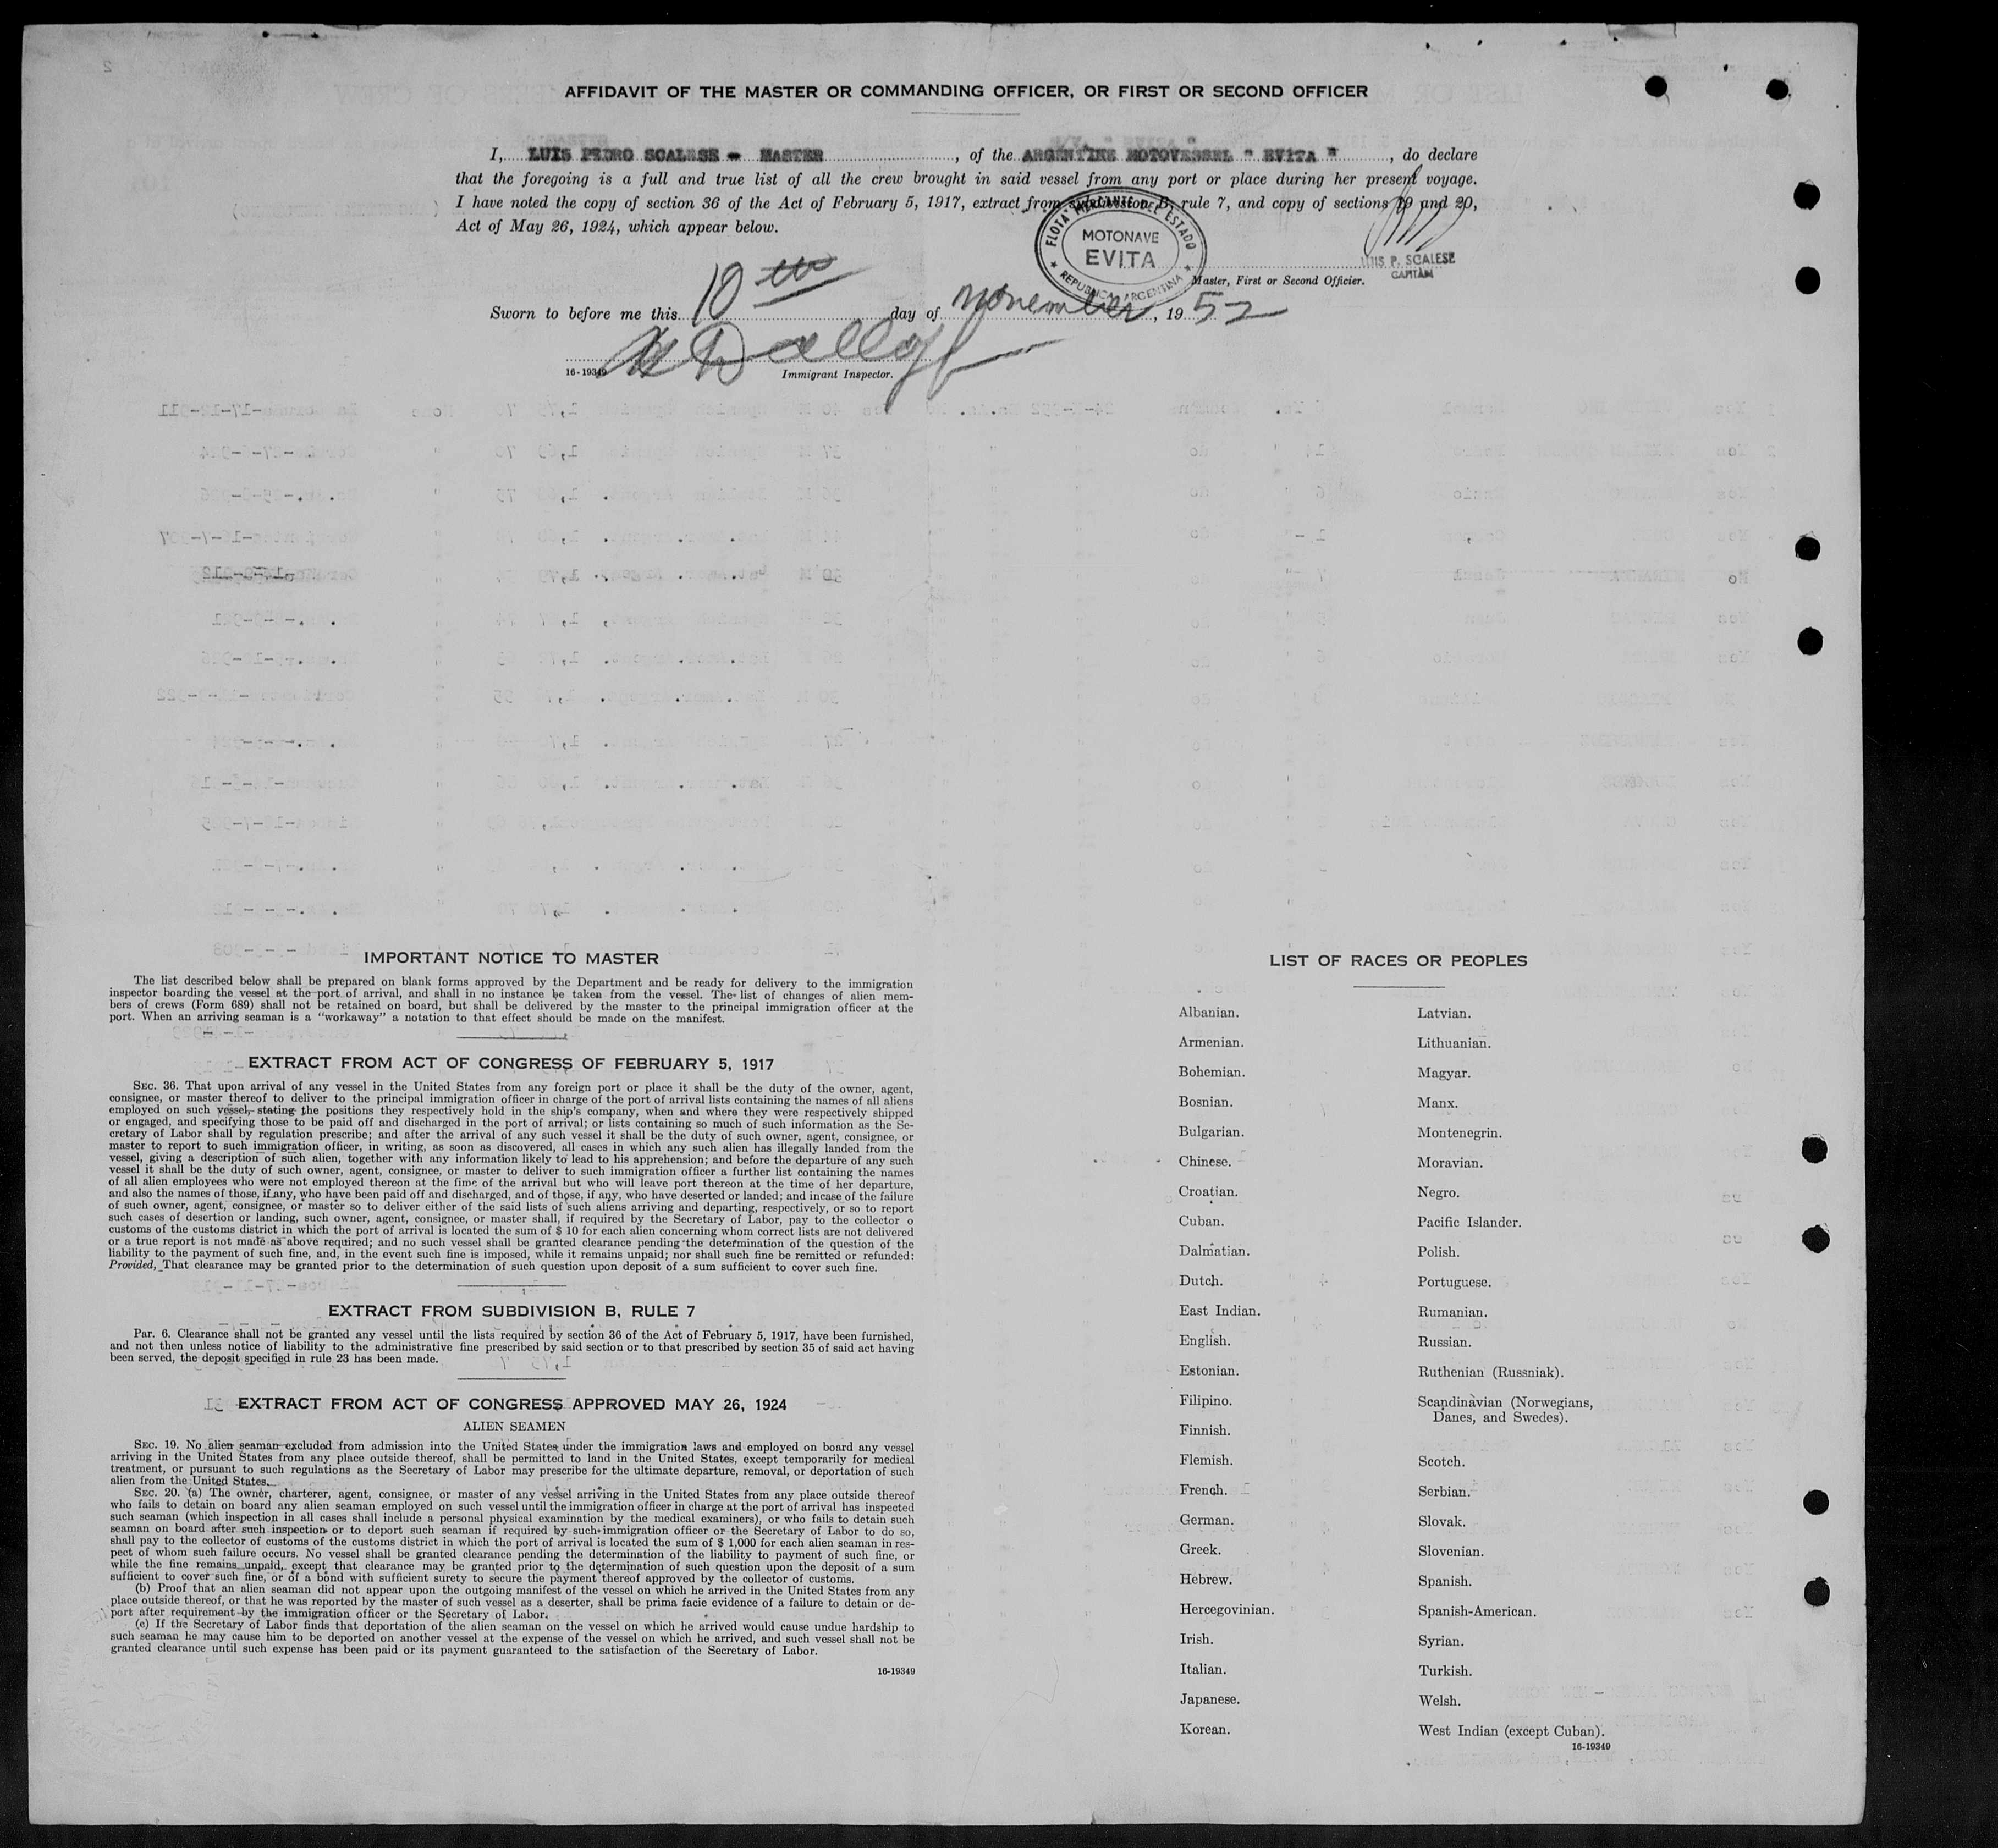 AFFIDAVIT OF THE MASTER OR COMMANDING OFFICER, OR FIRST OR SECOND OFFICER
I, LUIS PEDRO SCALESE - MASTER, of the ARGENTINE MOTOVESSEL " EVITA ", do declare
that the foregoing is a full and true list of all the crew brought in said vessel from any port or place during her present voyage.
I have noted the copy of section 36 of the Act of February 5, 1917, extract from subdivision B, rule 7, and copy of sections 19 and 20,
Act of May 26, 1924, which appear below.
FLOTA MERCANTE DEL ESTADO
MOTONAVE
EVITA
REPUBLICA ARGENTINA
LUIS P. SCALESE
CAPITAN
Master, First or Second Officier.
Sworn to before me this 10th day of November, 1952
16-19349
Immigrant Inspector.
IMPORTANT NOTICE TO MASTER
The list described below shall be prepared on blank forms approved by the Department and be ready for delivery to the immigration
inspector boarding the vessel at the port of arrival, and shall in no instance be taken from the vessel. The list of changes of alien mem-
bers of crews (Form 689) shall not be retained on board, but shall be delivered by the master to the principal immigration officer at the
port. When an arriving seaman is a "workaway" a notation to that effect should be made on the manifest.
EXTRACT FROM ACT OF CONGRESS OF FEBRUARY 5, 1917
SEC. 36. That upon arrival of any vessel in the United States from any foreign port or place it shall be the duty of the owner, agent,
consignee, or master thereof to deliver to the principal immigration officer in charge of the port of arrival lists containing the names of all aliens
employed on such vessel, stating the positions they respectively hold in the ship's company, when and where they were respectively shipped
or engaged, and specifying those to be paid off and discharged in the port of arrival; or lists containing so much of such information as the Se-
cretary of Labor shall by regulation prescribe; and after the arrival of any such vessel it shall be the duty of such owner, agent, consignee, or
master to report to such immigration officer, in writing, as soon as discovered, all cases in which any such alien has illegally landed from the
vessel, giving a description of such alien, together with any information likely to lead to his apprehension; and before the departure of any such
vessel it shall be the duty of such owner, agent, consignee, or master to deliver to such immigration officer a further list containing the names
of all alien employees who were not employed thereon at the fime of the arrival but who will leave port thereon at the time of her departure,
and also the names of those, if any, who have been paid off and discharged, and of those, if any, who have deserted or landed; and incase of the failure
of such owner, agent, consignee, or master so to deliver either of the said lists of such aliens arriving and departing, respectively, or so to report
such cases of desertion or landing, such owner, agent, consignee, or master shall, if required by the Secretary of Labor, pay to the collector o
customs of the customs district in which the port of arrival is located the sum of $ 10 for each alien concerning whom correct lists are not delivered
or a true report is not made as above required; and no such vessel shall be granted clearance pending the determination of the question of the
liability to the payment of such fine, and, in the event such fine is imposed, while it remains unpaid; nor shall such fine be remitted or refunded:
Provided, That clearance may be granted prior to the determination of such question upon deposit of a sum sufficient to cover such fine.
EXTRACT FROM SUBDIVISION B, RULE 7
Par. 6. Clearance shall not be granted any vessel until the lists required by section 36 of the Act of February 5, 1917, have been furnished,
and not then unless notice of liability to the administrative fine prescribed by said section or to that prescribed by section 35 of said act having
been served, the deposit specified in rule 23 has been made.
EXTRACT FROM ACT OF CONGRESS APPROVED MAY 26, 1924
ALIEN SEAMEN
SEC. 19. No alien seaman excluded from admission into the United States under the immigration laws and employed on board any vessel
arriving in the United States from any place outside thereof, shall be permitted to land in the United States, except temporarily for medical
treatment, or pursuant to such regulations as the Secretary of Labor may prescribe for the ultimate departure, removal, or deportation of such
alien from the United States.
SEC. 20. (a) The owner, charterer, agent, consignee, or master of any vessel arriving in the United States from any place outside thereof
who fails to detain on board any alien seaman employed on such vessel until the immigration officer in charge at the port of arrival has inspected
such seaman (which inspection in all cases shall include a personal physical examination by the medical examiners), or who fails to detain such
seaman on board after such inspection or to deport such seaman if required by such immigration officer or the Secretary of Labor to do so,
shall pay to the collector of customs of the customs district in which the port of arrival is located the sum of $ 1,000 for each alien seaman in res-
pect of whom such failure occurs. No vessel shall be granted clearance pending the determination of the liability to payment of such fine, or
while the fine remains unpaid, except that clearance may be granted prior to the determination of such question upon the deposit of a sum
sufficient to cover such fine, or of a bond with sufficient surety to secure the payment thereof approved by the collector of customs.
(b) Proof that an alien seaman did not appear upon the outgoing manifest of the vessel on which he arrived in the United States from any
place outside thereof, or that he was reported by the master of such vessel as a deserter, shall be prima facie evidence of a failure to detain or de-
port after requirement by the immigration officer or the Secretary of Labor.
(c) If the Secretary of Labor finds that deportation of the alien seaman on the vessel on which he arrived would cause undue hardship to
such seaman he may cause him to be deported on another vessel at the expense of the vessel on which he arrived, and such vessel shall not be
granted clearance until such expense has been paid or its payment guaranteed to the satisfaction of the Secretary of Labor.
16-19349
LIST OF RACES OR PEOPLES
Albanian.
Armenian.
Bohemian.
Bosnian.
Bulgarian.
Chinese.
Croatian.
Cuban.
Dalmatian.
Dutch.
East Indian.
English.
Estonian.
Filipino.
Finnish.
Flemish.
French.
German.
Greek.
Hebrew.
Hercegovinian.
Irish.
Italian.
Japanese.
Korean.
Latvian.
Lithuanian.
Magyar.
Manx.
Montenegrin.
Moravian.
Negro.
Pacific Islander.
Polish.
Portuguese.
Rumanian.
Russian.
Ruthenian (Russniak).
Scandinavian (Norwegians,
Danes, and Swedes).
Scotch.
Serbian.
Slovak.
Slovenian.
Spanish.
Spanish-American.
Syrian.
Turkish.
Welsh.
West Indian (except Cuban).
16-19349